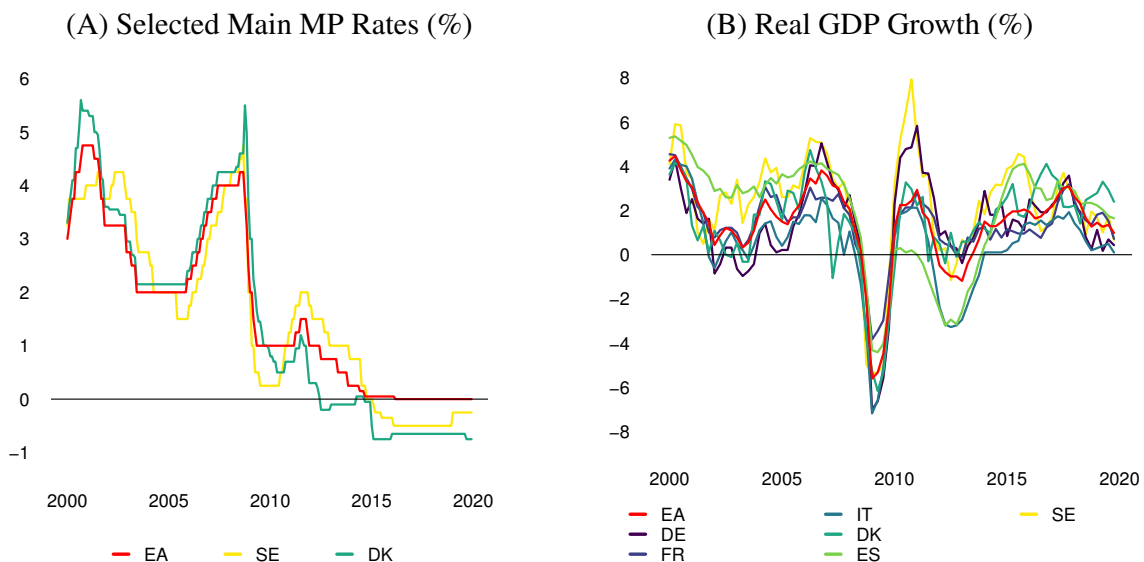 (A) Selected Main MP Rates (%)
6
5
4
3
2
1
0
−1
2000 2005 2010 2015 2020
EA SE DK
(B) Real GDP Growth (%)
8
6
4
2
0
−2
−4
−6
−8
2000 2005 2010 2015 2020
EA IT SE
DE DK
FR ES